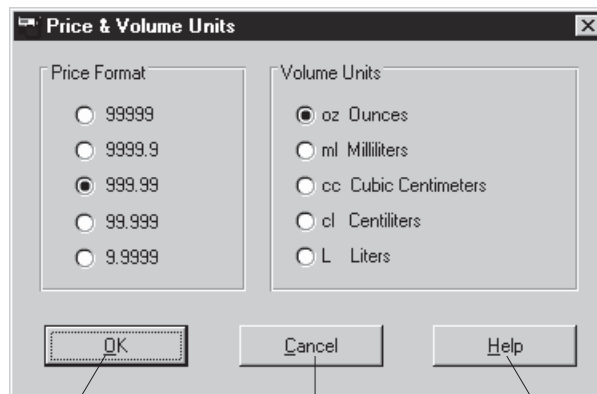 Price & Volume Units
Price Format
99999
9999.9
999.99
99.999
9.9999
Volume Units
oz Ounces
ml Milliliters
cc Cubic Centimeters
cl Centiliters
L Liters
OK
Cancel
Help